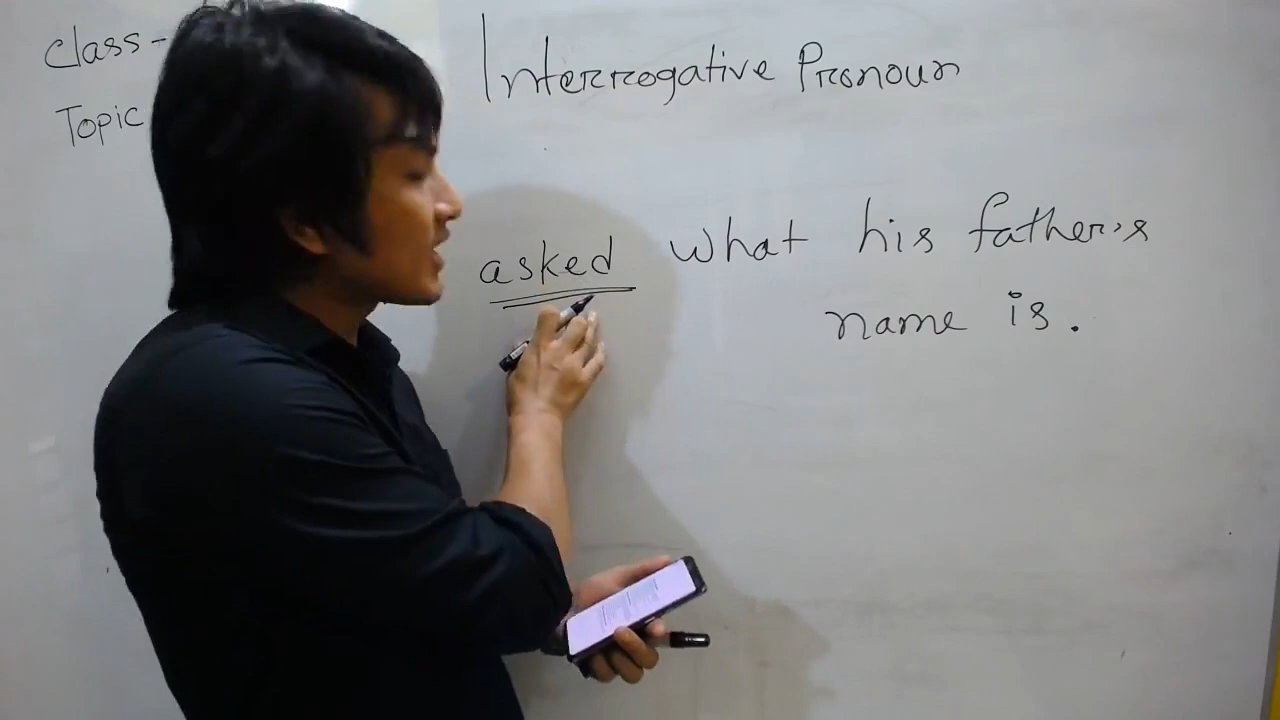 Class-
Topic
Interrogative Pronoun
asked what his father's
name is.